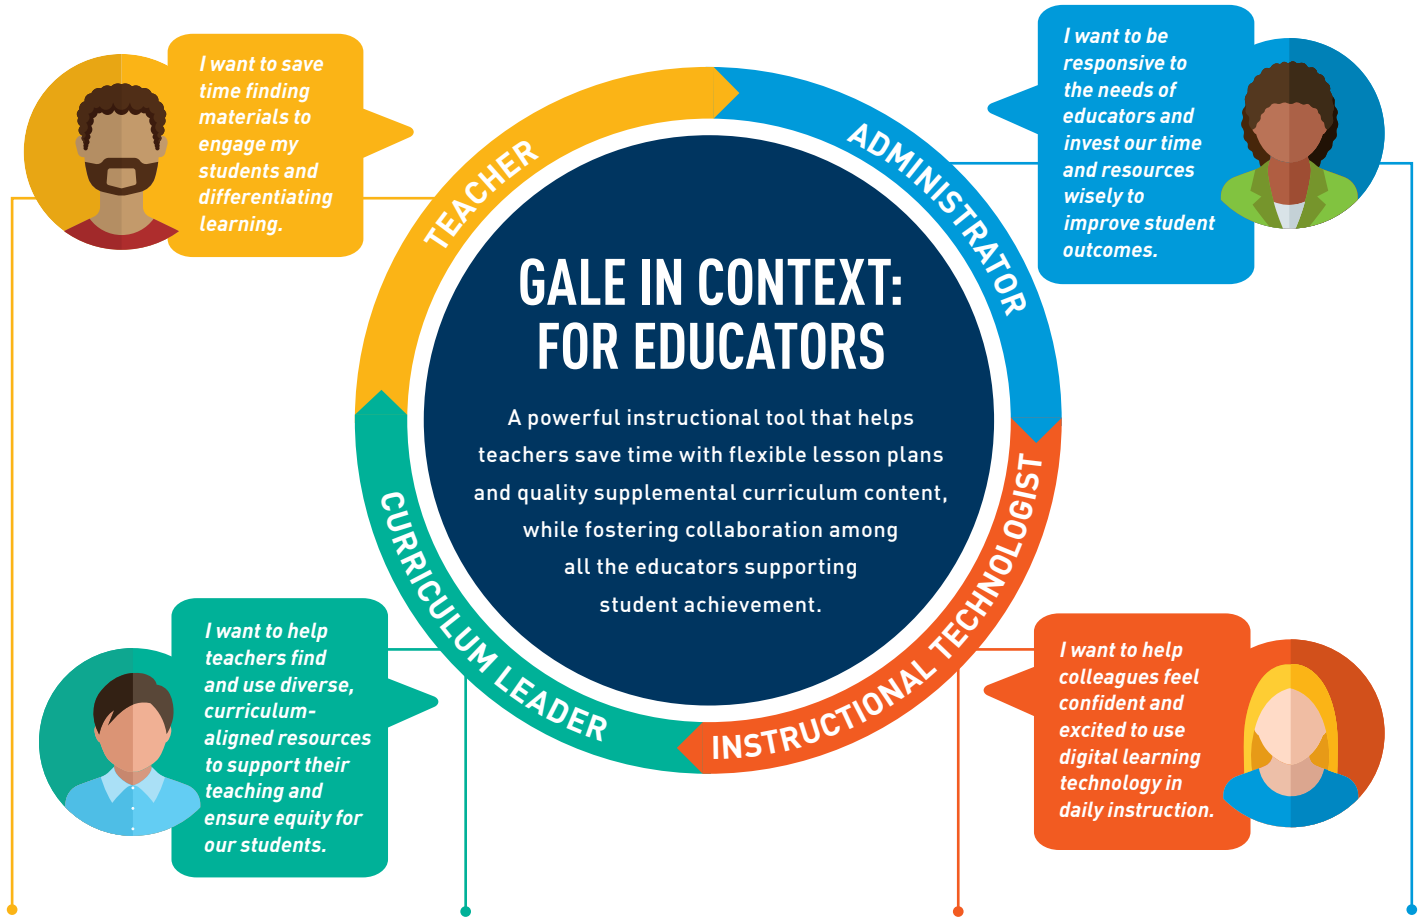 I want to save
time finding
materials to
engage my
students and
differentiating
learning.
I want to be
responsive to
the needs of
educators and
invest our time
and resources
wisely to
improve student
outcomes.
TEACHER
ADMINISTRATOR
GALE IN CONTEXT:
FOR EDUCATORS
A powerful instructional tool that helps
teachers save time with flexible lesson plans
and quality supplemental curriculum content,
while fostering collaboration among
all the educators supporting
student achievement.
CURRICULUM LEADER
INSTRUCTIONAL TECHNOLOGIST
I want to help
teachers find
and use diverse,
curriculum-
aligned resources
to support their
teaching and
ensure equity for
our students.
I want to help
colleagues feel
confident and
excited to use
digital learning
technology in
daily instruction.